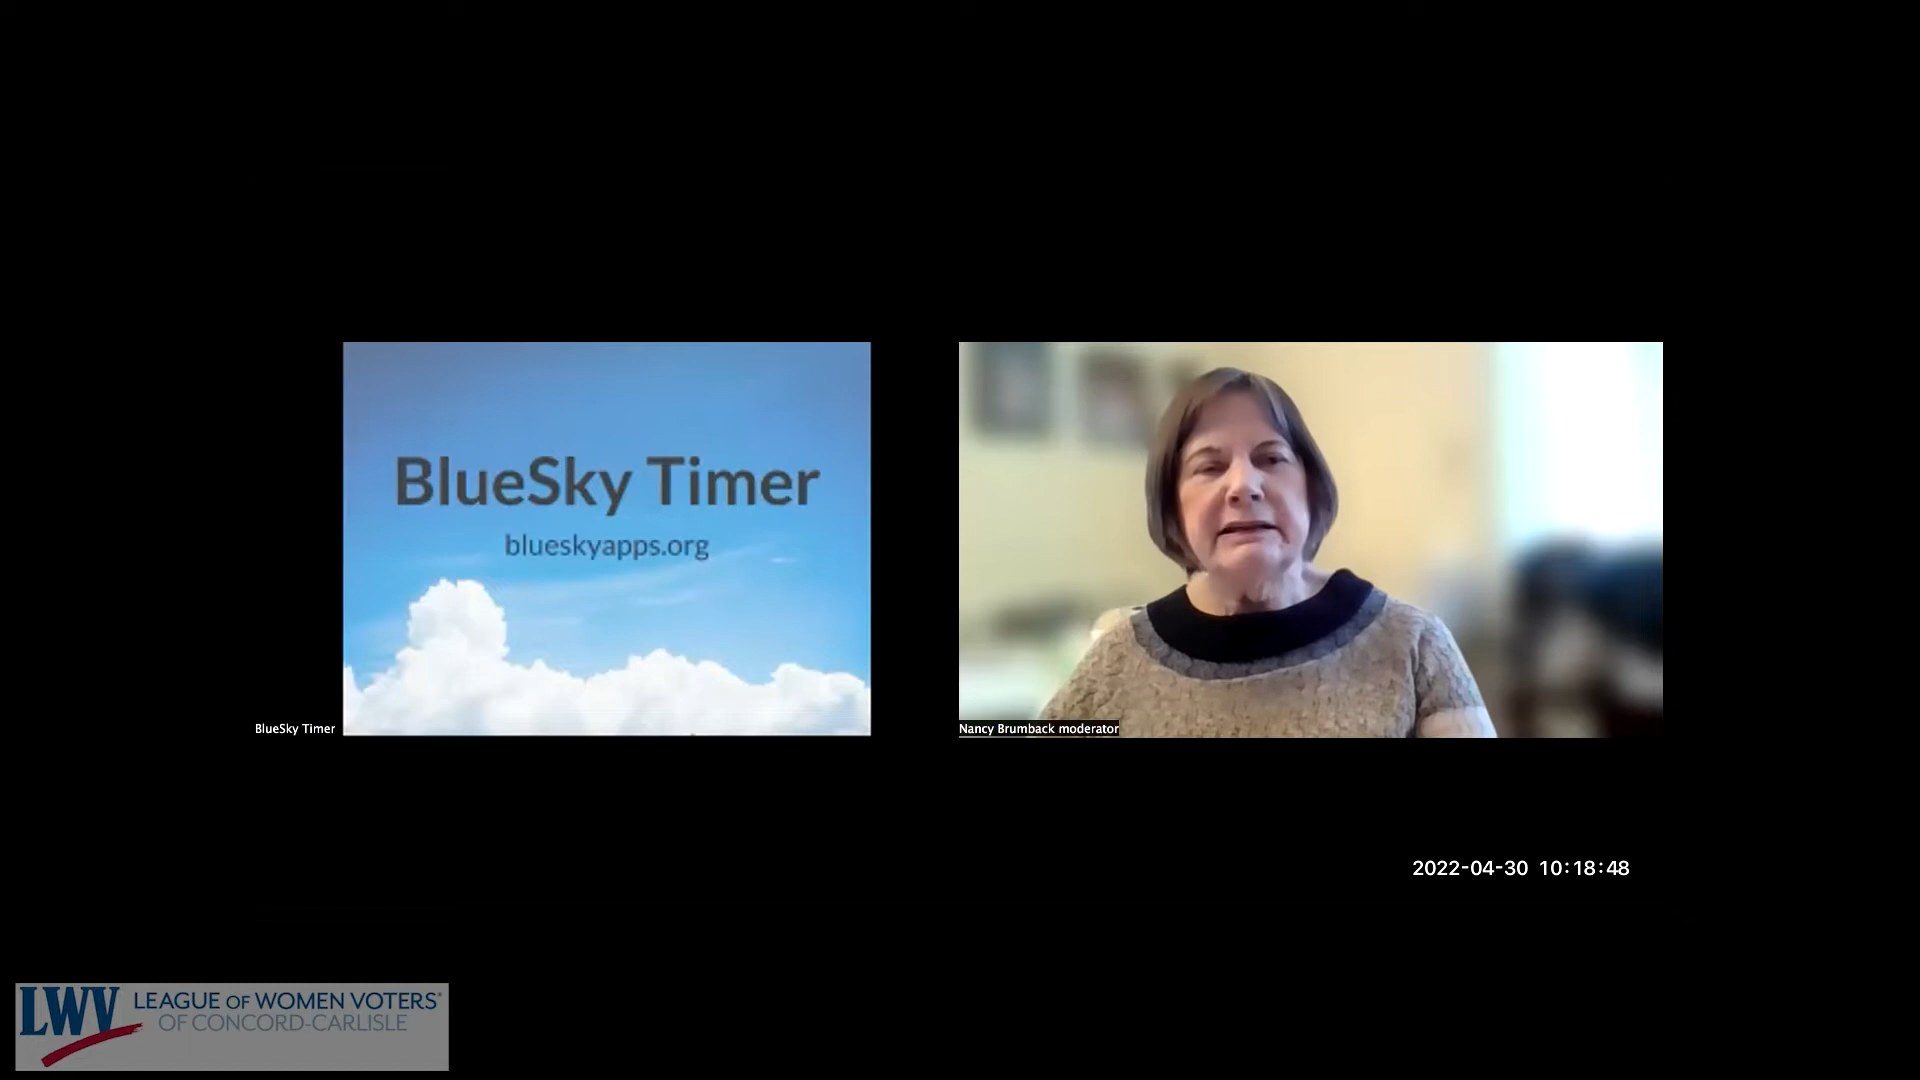 BlueSky Timer
blueskyapps.org
BlueSky Timer
Nancy Brumback moderator
2022-04-30 10:18:48
LWV LEAGUE OF WOMEN VOTERS®
OF CONCORD-CARLISLE